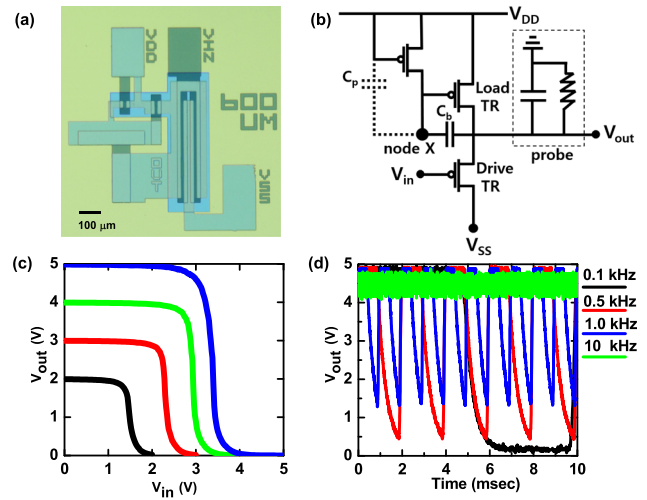 (a)
VDD
VIN
600
UM
OUT
VSS
100 μm
(b)
VDD
Cp
Load
TR
Cb
node X
probe
Vout
Vin
Drive
TR
VSS
(c)
5
4
3
2
1
0
Vout (V)
0 1 2 3 4 5
Vin (V)
(d)
5
4
3
2
1
0
Vout (V)
0 2 4 6 8 10
Time (msec)
0.1 kHz
0.5 kHz
1.0 kHz
10 kHz